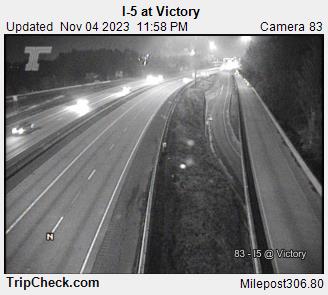 I-5 at Victory
Updated Nov 04 2023 11:58 PM Camera 83
T
N
83 - I5 @ Victory
TripCheck.com Milepost306.80